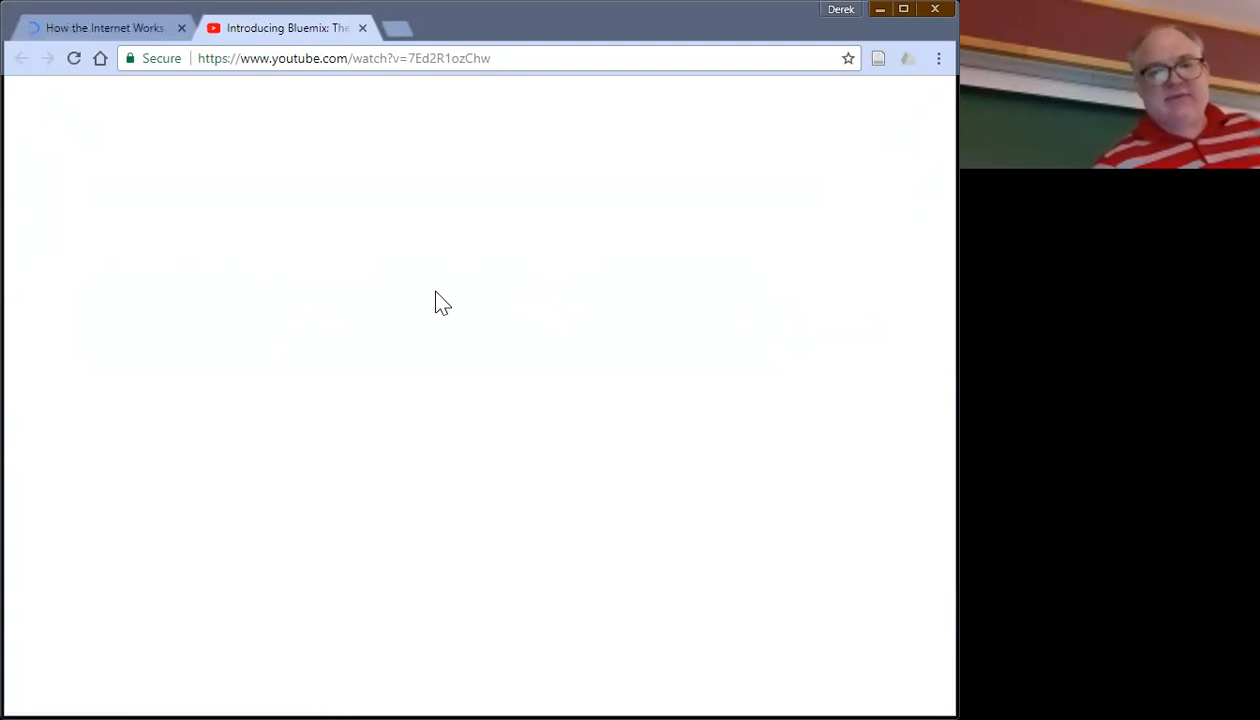 Derek
How the Internet Works
Introducing Bluemix: The
Secure
https://www.youtube.com/watch?v=7Ed2R1ozChw